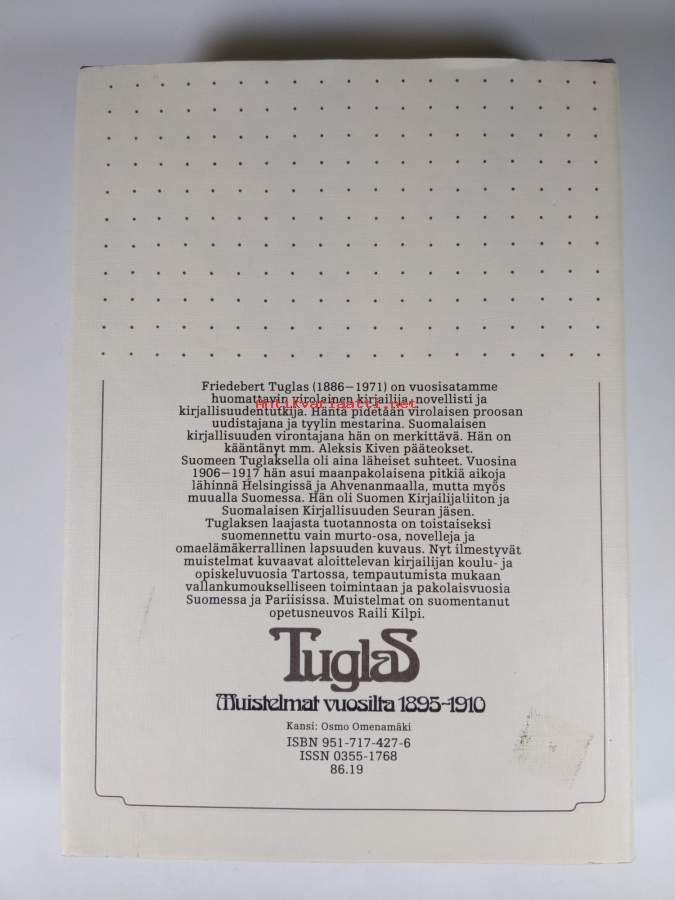 Friedebert Tuglas (1886–1971) on vuosisatamme
huomattavin virolainen kirjailija, novellisti ja
Antikvariaatti.net
kirjallisuudentutkija. Häntä pidetään virolaisen proosan
uudistajana ja tyylin mestarina. Suomalaisen
kirjallisuuden virontajana hän on merkittävä. Hän on
kääntänyt mm. Aleksis Kiven pääteokset.
Suomeen Tuglaksella oli aina läheiset suhteet. Vuosina
1906–1917 hän asui maanpakolaisena pitkiä aikoja
lähinnä Helsingissä ja Ahvenanmaalla, mutta myös
muualla Suomessa. Hän oli Suomen Kirjailijaliiton ja
Suomalaisen Kirjallisuuden Seuran jäsen.
Tuglaksen laajasta tuotannosta on toistaiseksi
suomennettu vain murto-osa, novelleja ja
omaelämäkerrallinen lapsuuden kuvaus. Nyt ilmestyvät
muistelmat kuvaavat aloittelevan kirjailijan koulu- ja
opiskeluvuosia Tartossa, tempautumista mukaan
vallankumoukselliseen toimintaan ja pakolaisvuosia
Suomessa ja Pariisissa. Muistelmat on suomentanut
opetusneuvos Raili Kilpi.
Tuglas
Muistelmat vuosilta 1895-1910
Kansi: Osmo Omenamäki
ISBN 951-717-427-6
ISSN 0355-1768
86.19